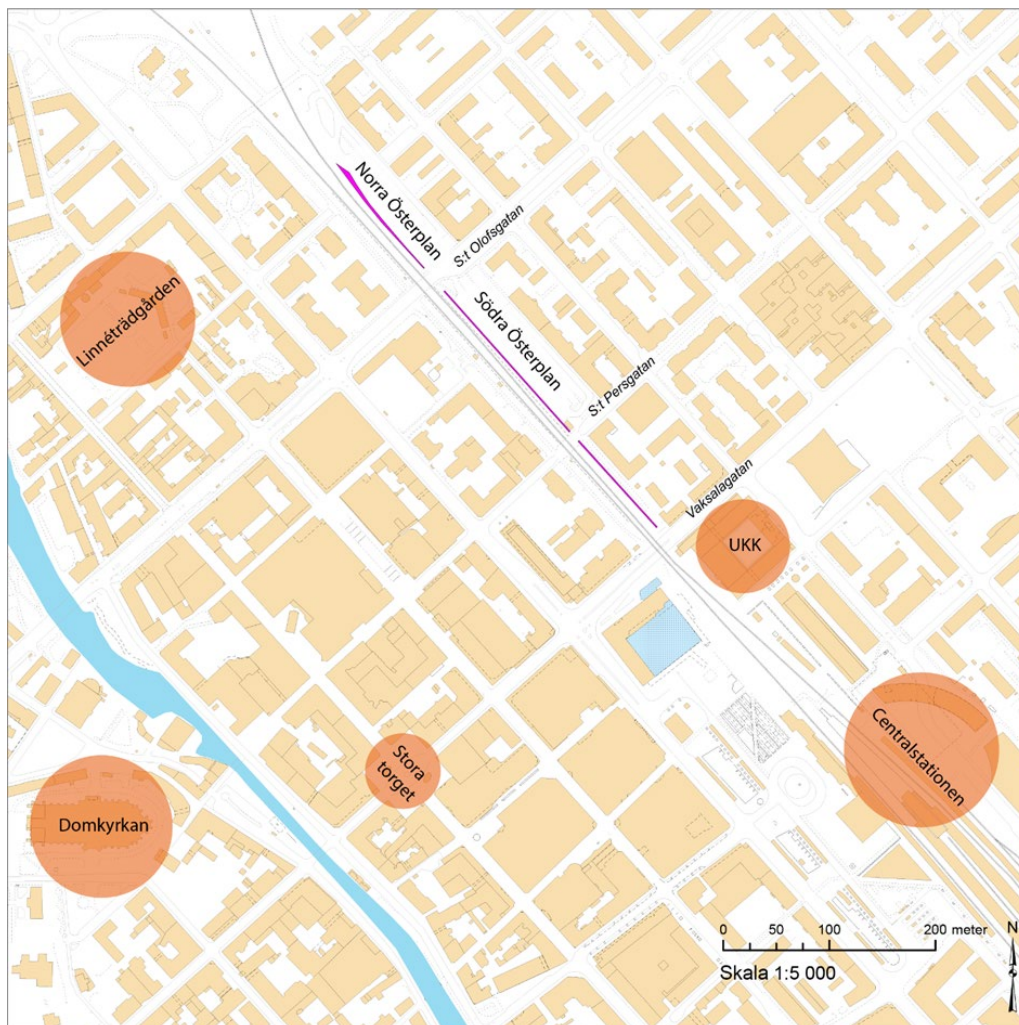 Norra Österplan
S:t Olofsgatan
Linnéträdgården
Södra Österplan
S:t Persgatan
Vaksalagatan
UKK
Centralstationen
Stora
torget
Domkyrkan
0 50 100 200 meter
Skala 1:5 000
N